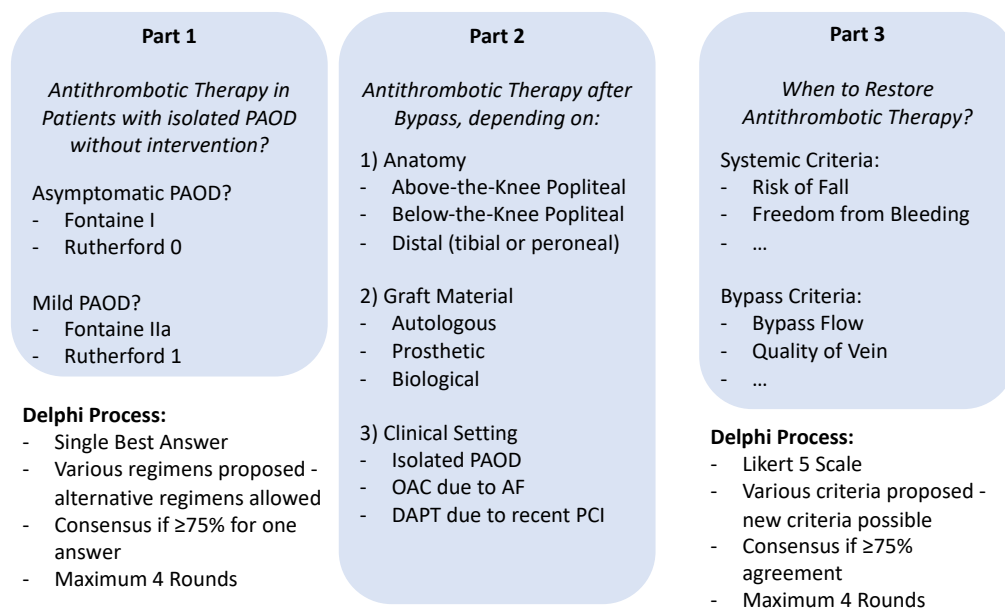 Part 1
Antithrombotic Therapy in
Patients with isolated PAOD
without intervention?
Asymptomatic PAOD?
- Fontaine I
- Rutherford 0
Mild PAOD?
- Fontaine IIa
- Rutherford 1
Delphi Process:
- Single Best Answer
- Various regimens proposed -
alternative regimens allowed
- Consensus if ≥75% for one
answer
- Maximum 4 Rounds
Part 2
Antithrombotic Therapy after
Bypass, depending on:
1) Anatomy
- Above-the-Knee Popliteal
- Below-the-Knee Popliteal
- Distal (tibial or peroneal)
2) Graft Material
- Autologous
- Prosthetic
- Biological
3) Clinical Setting
- Isolated PAOD
- OAC due to AF
- DAPT due to recent PCI
Part 3
When to Restore
Antithrombotic Therapy?
Systemic Criteria:
- Risk of Fall
- Freedom from Bleeding
- ...
Bypass Criteria:
- Bypass Flow
- Quality of Vein
- ...
Delphi Process:
- Likert 5 Scale
- Various criteria proposed -
new criteria possible
- Consensus if ≥75%
agreement
- Maximum 4 Rounds